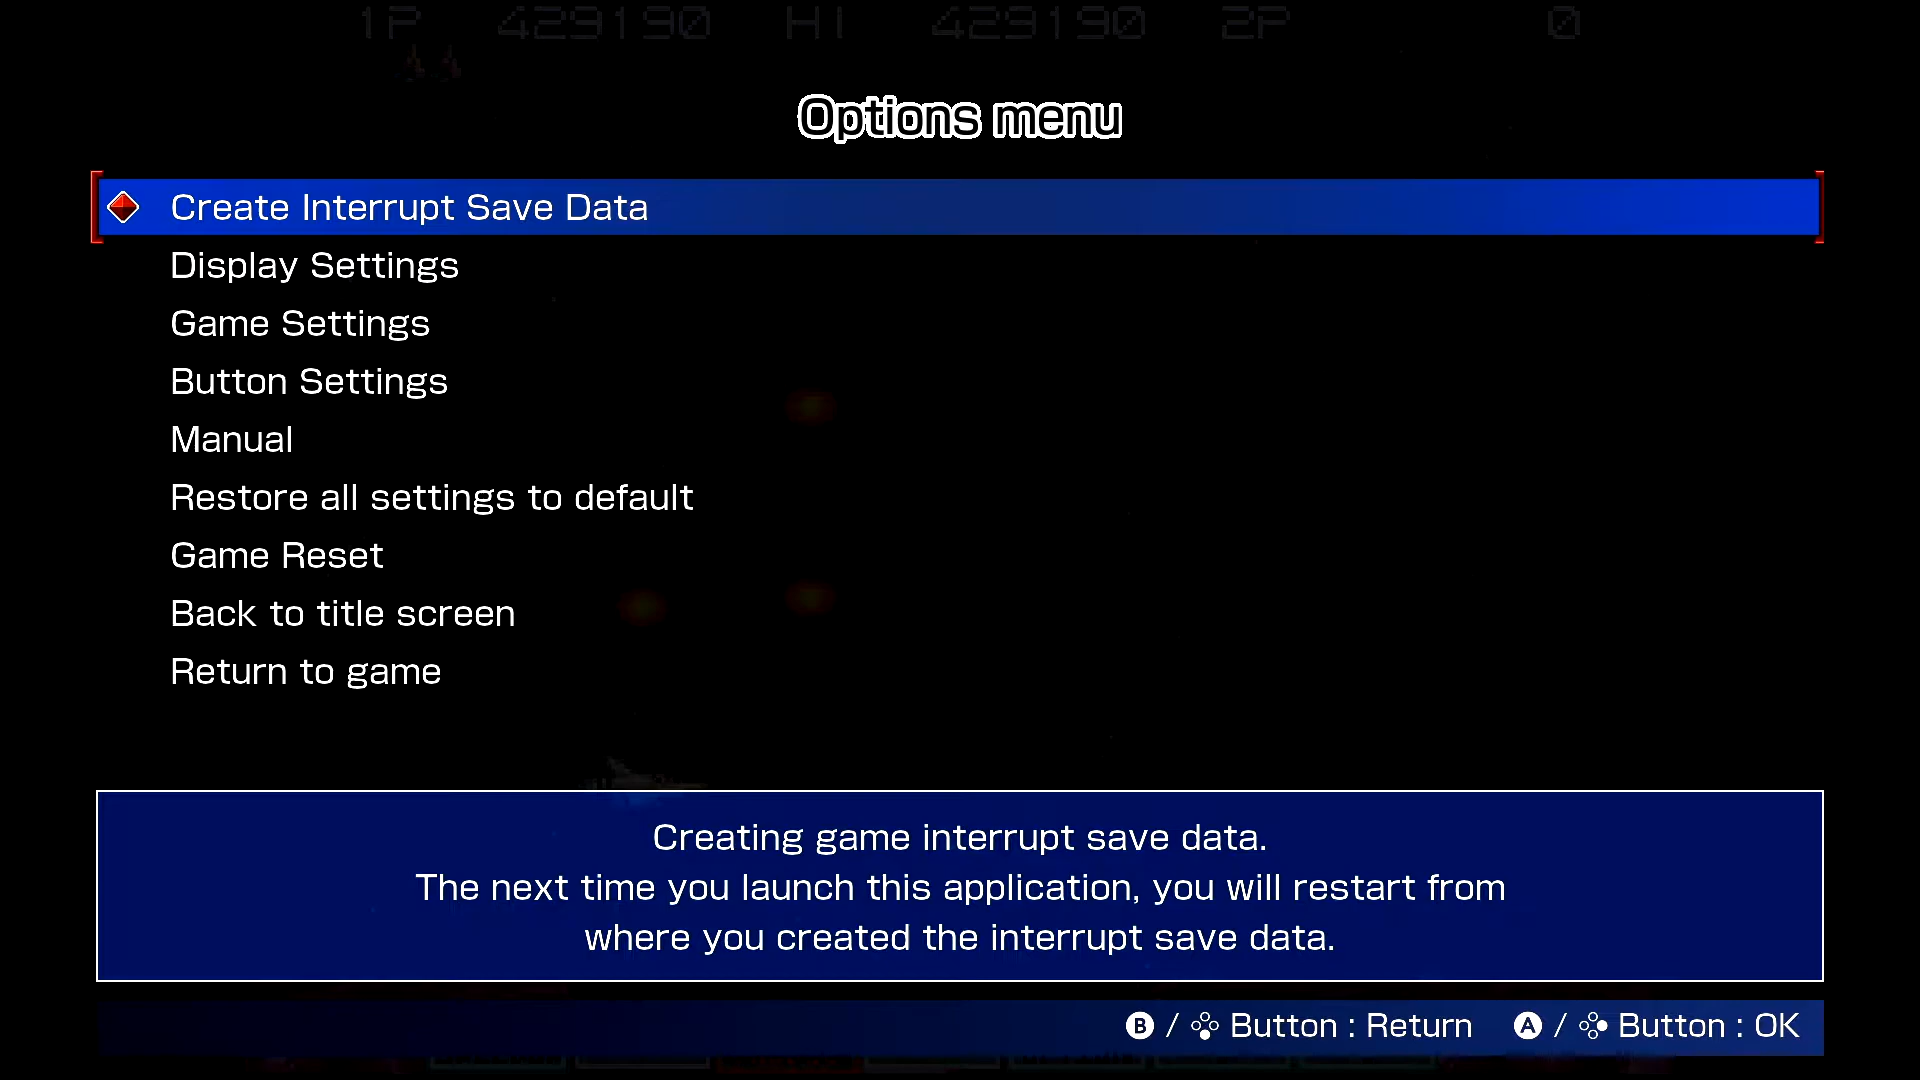 1P 429190 HI 429190 2P 0
Options menu
Create Interrupt Save Data
Display Settings
Game Settings
Button Settings
Manual
Restore all settings to default
Game Reset
Back to title screen
Return to game
Creating game interrupt save data.
The next time you launch this application, you will restart from
where you created the interrupt save data.
B / Button : Return A / Button : OK